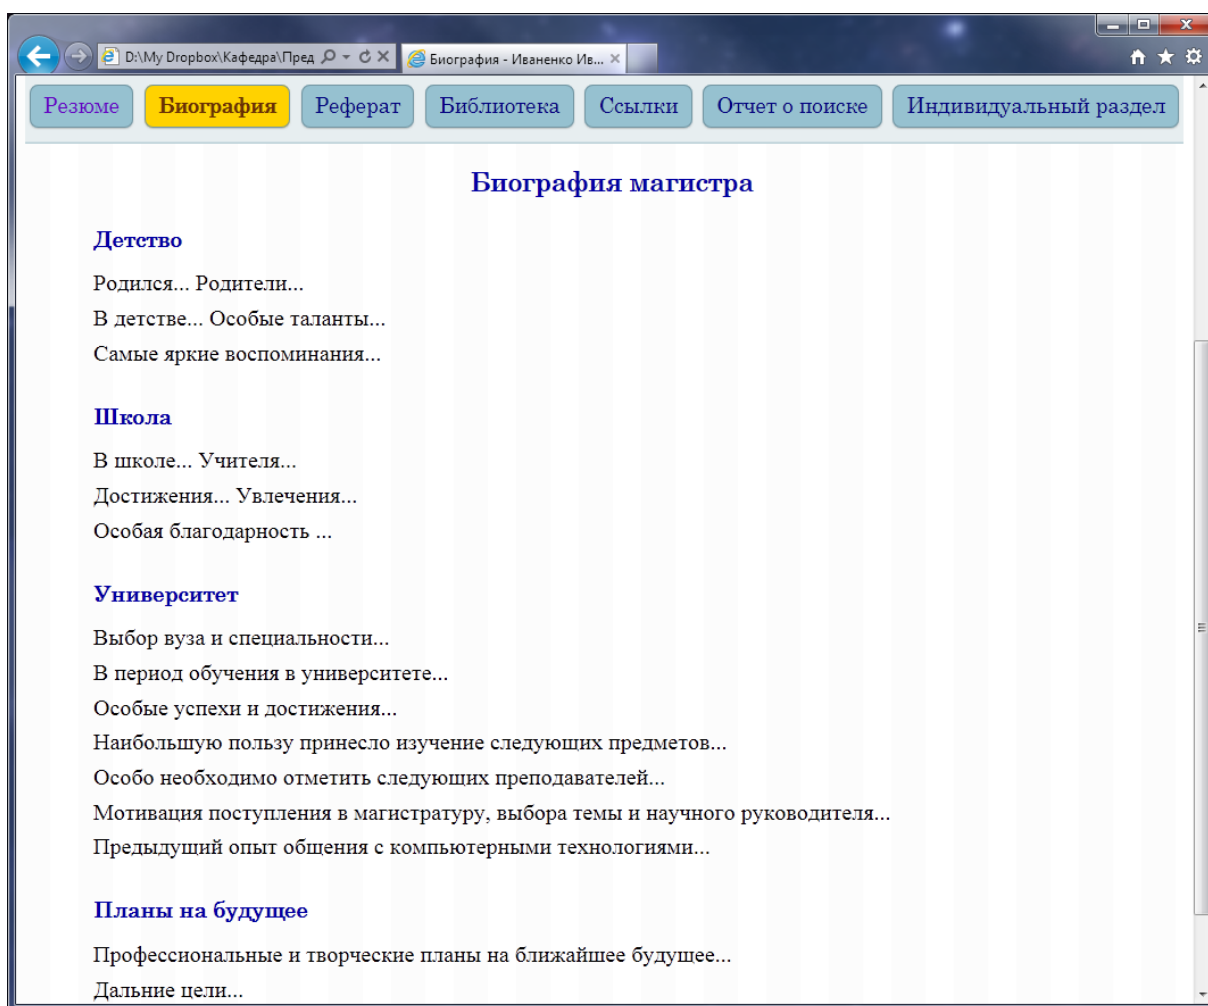 D:\My Dropbox\Кафедра\Пред
Биография - Иваненко Ив...
Резюме Биография Реферат Библиотека Ссылки Отчет о поиске Индивидуальный раздел
Биография магистра
Детство
Родился... Родители...
В детстве... Особые таланты...
Самые яркие воспоминания...
Школа
В школе... Учителя...
Достижения... Увлечения...
Особая благодарность ...
Университет
Выбор вуза и специальности...
В период обучения в университете...
Особые успехи и достижения...
Наибольшую пользу принесло изучение следующих предметов...
Особо необходимо отметить следующих преподавателей...
Мотивация поступления в магистратуру, выбора темы и научного руководителя...
Предыдущий опыт общения с компьютерными технологиями...
Планы на будущее
Профессиональные и творческие планы на ближайшее будущее...
Дальние цели...